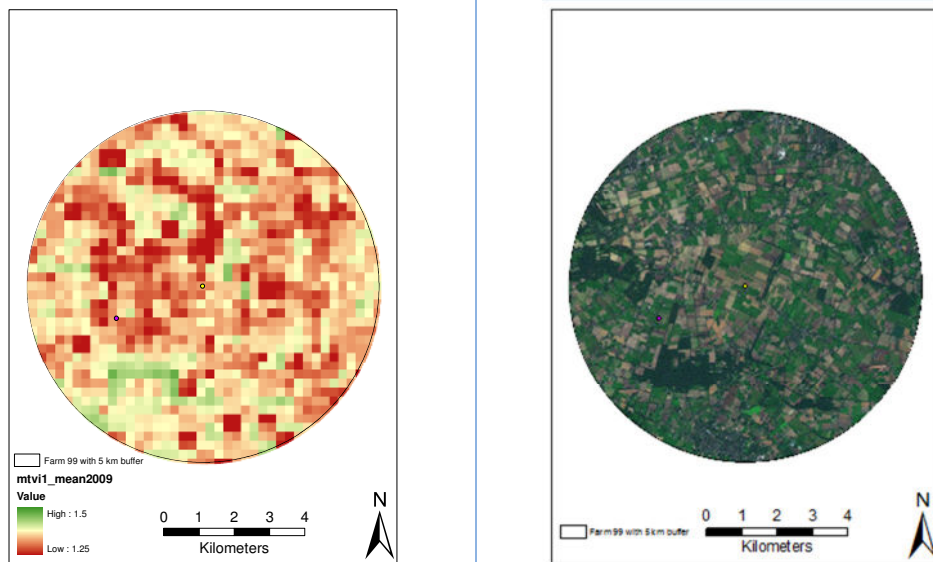 Farm 99 with 5 km buffer
mtvi1_mean2009
Value
High : 1.5
Low : 1.25
0 1 2 3 4
Kilometers
N
Farm 99 with 5 km buffer
0 1 2 3 4
Kilometers
N